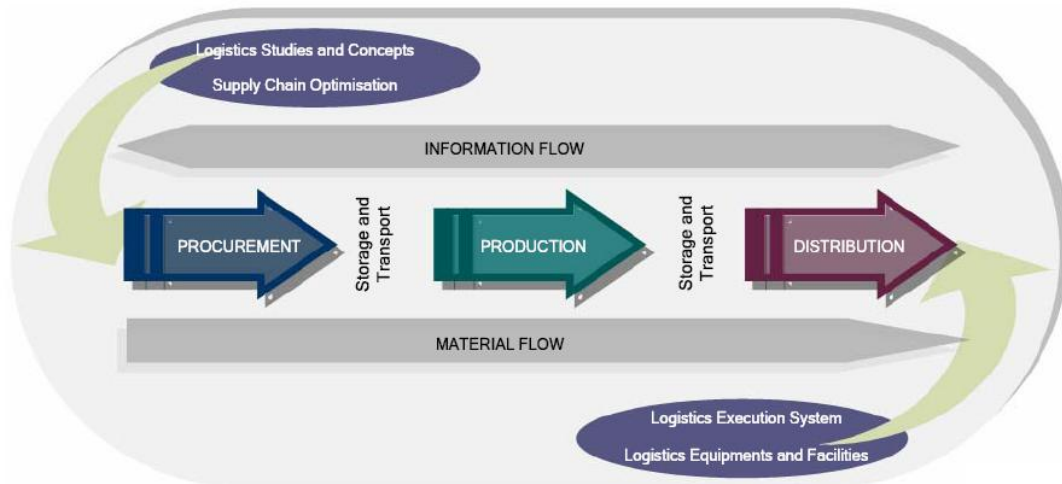 Logistics Studies and Concepts
Supply Chain Optimisation
INFORMATION FLOW
PROCUREMENT
Storage and
Transport
PRODUCTION
Storage and
Transport
DISTRIBUTION
MATERIAL FLOW
Logistics Execution System
Logistics Equipments and Facilities